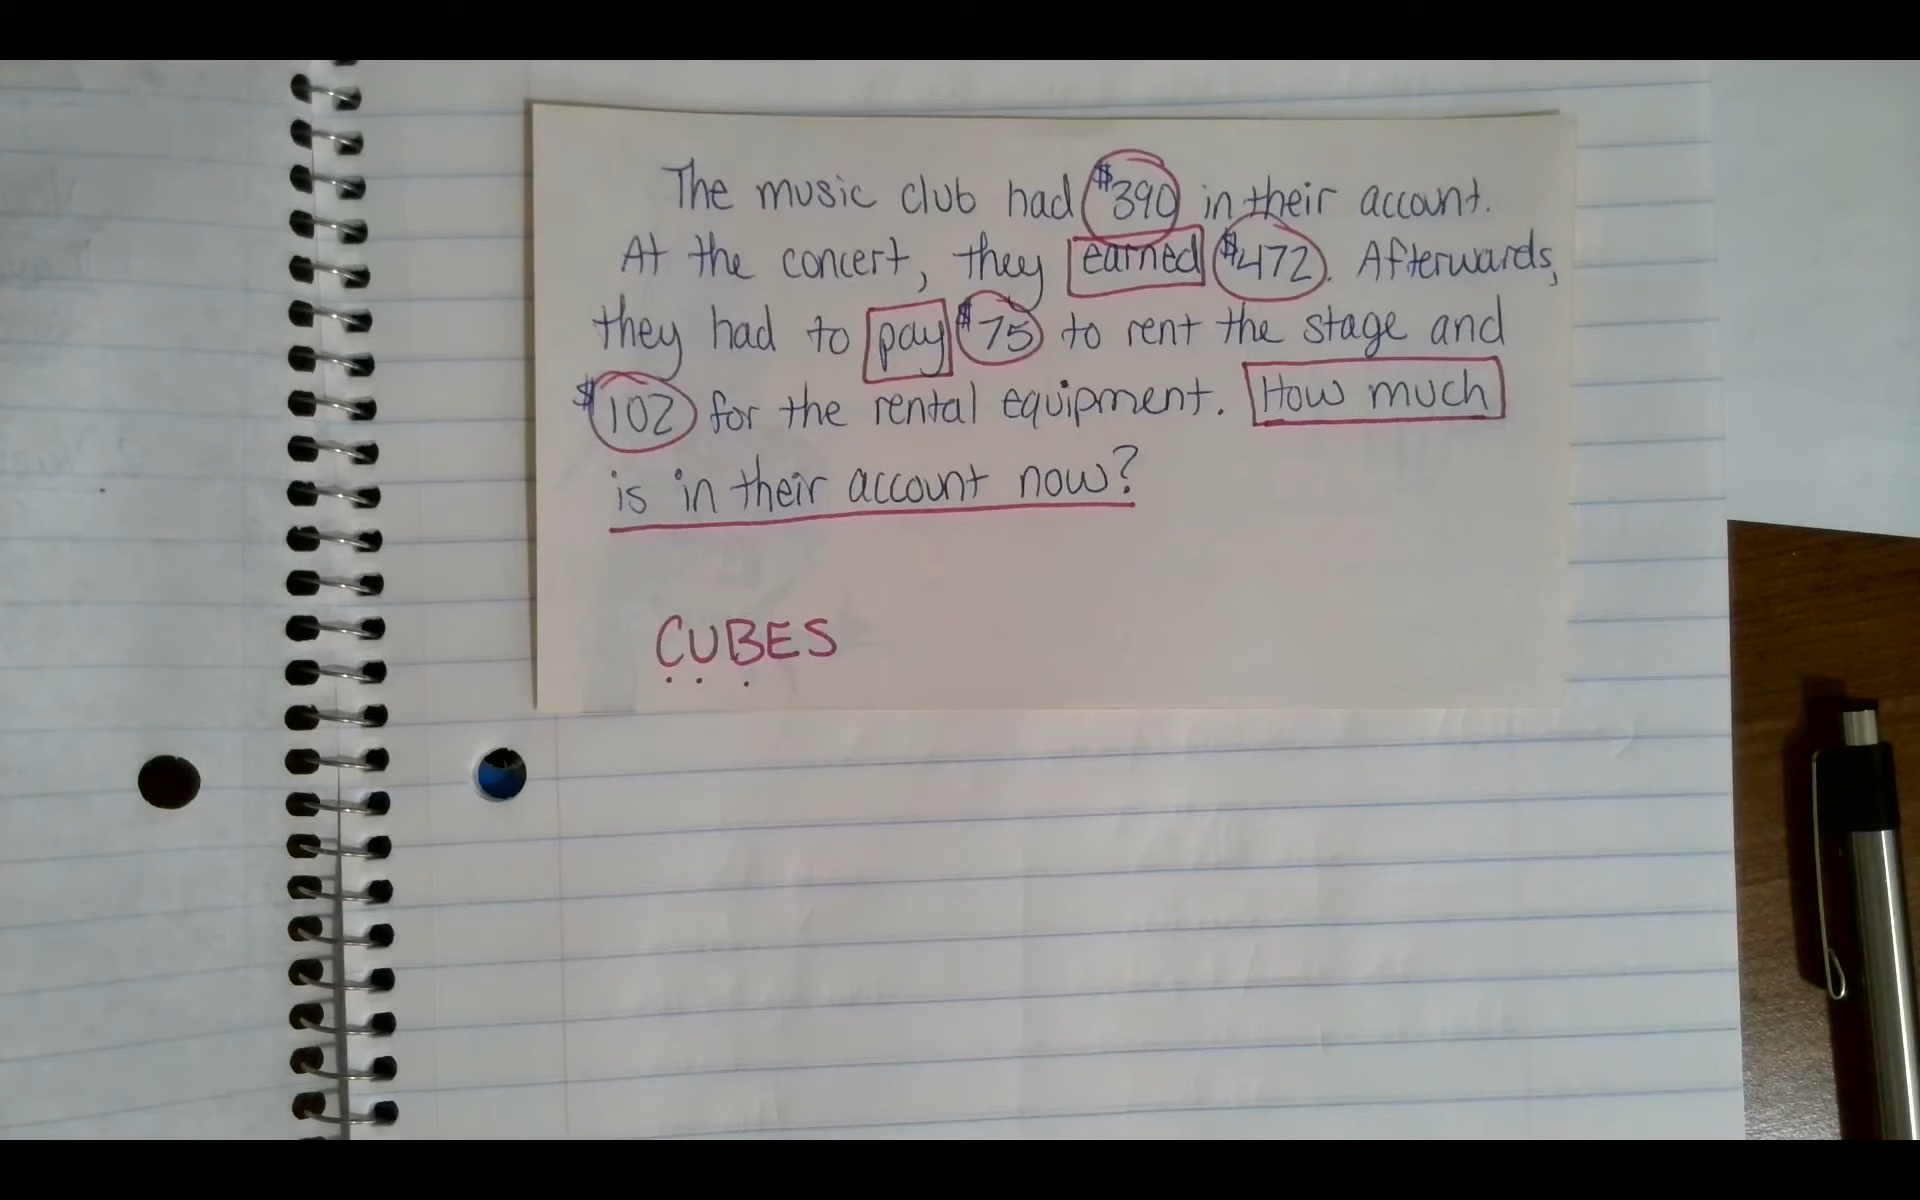 The music club had $390 in their account.
At the concert, they earned $472. Afterwards,
they had to pay $75 to rent the stage and
$102 for the rental equipment. How much
is in their account now?
CUBES